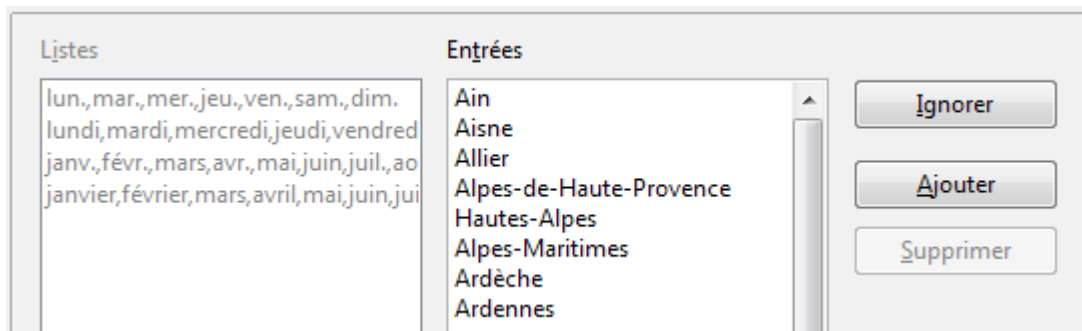 Listes
lun.,mar.,mer.,jeu.,ven.,sam.,dim.
lundi,mardi,mercredi,jeudi,vendred
janv.,févr.,mars,avr.,mai,juin,juil.,ao
janvier,février,mars,avril,mai,juin,jui
Entrées
Ain
Aisne
Allier
Alpes-de-Haute-Provence
Hautes-Alpes
Alpes-Maritimes
Ardèche
Ardennes
Ignorer
Ajouter
Supprimer